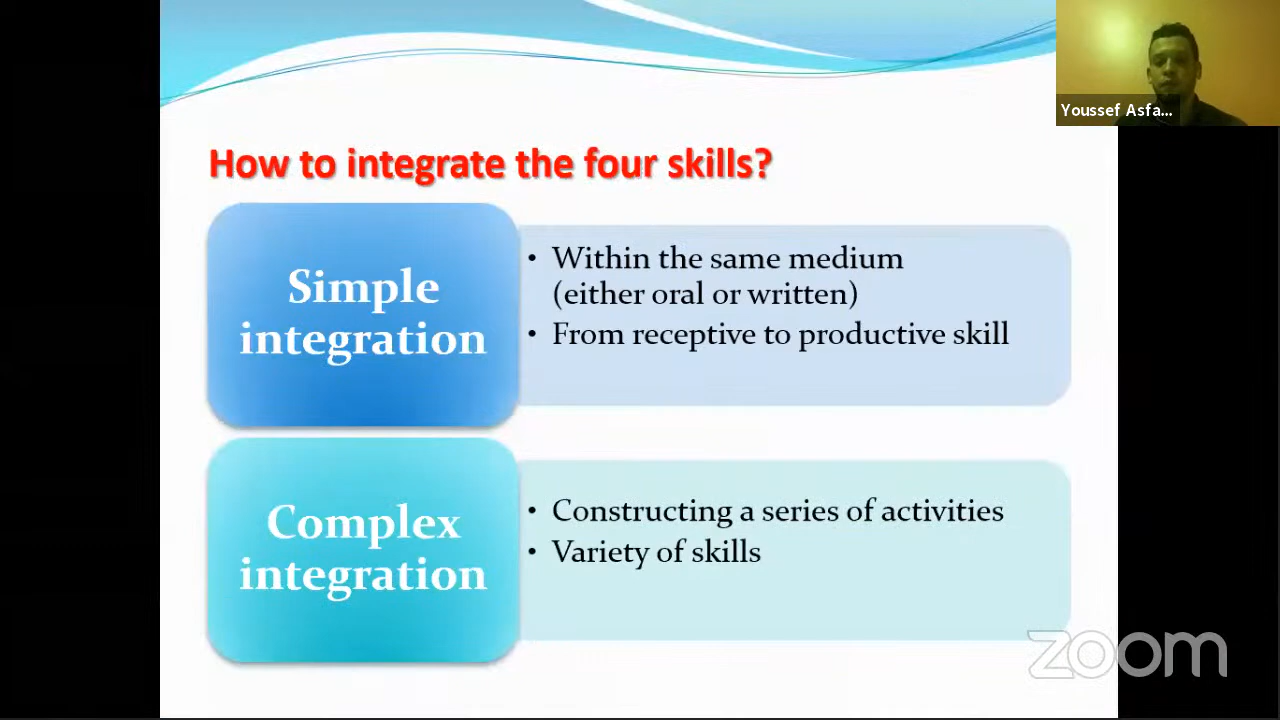 Youssef Asfa...
How to integrate the four skills?
Simple
integration
• Within the same medium
(either oral or written)
• From receptive to productive skill
Complex
integration
• Constructing a series of activities
• Variety of skills
zoom